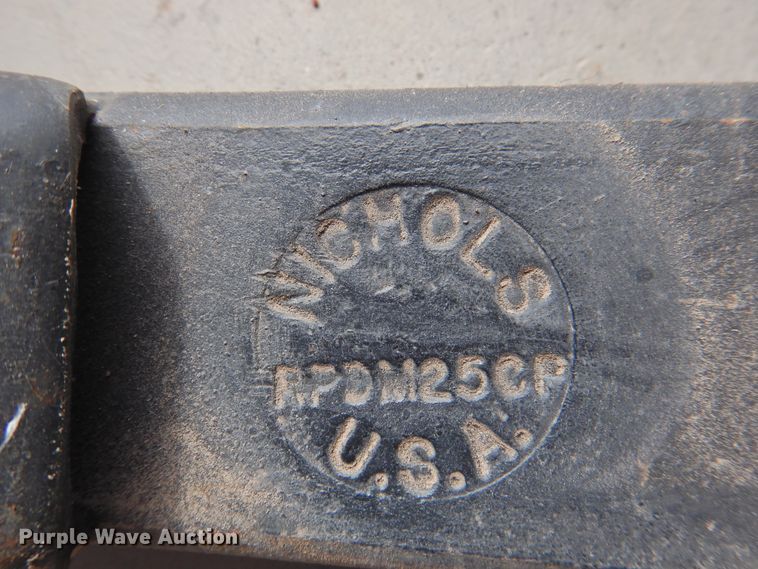 NICHOLS
RPDM25CP
U.S.A.
Purple Wave Auction